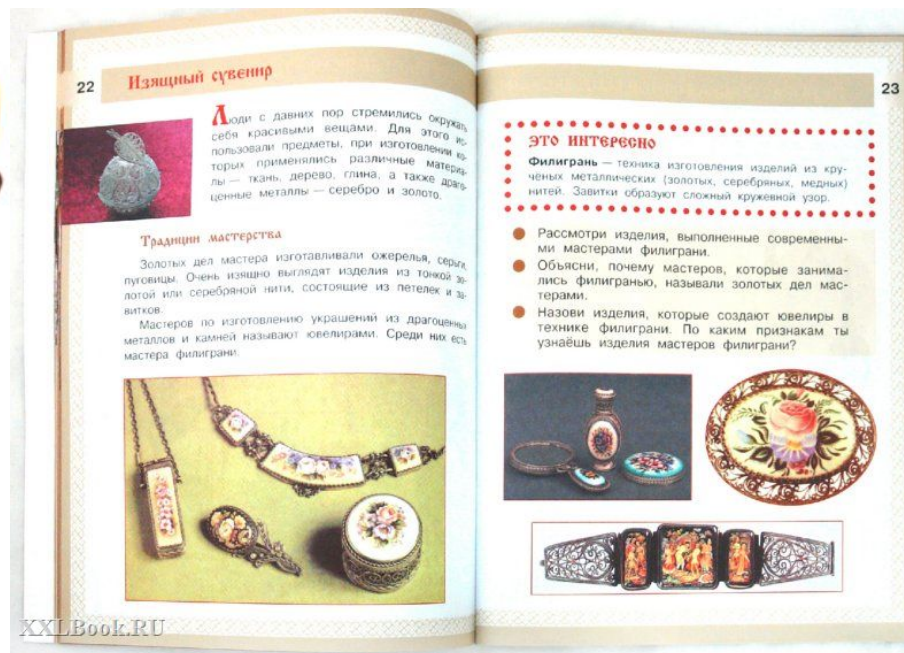 22
Изящный сувенир
Люди с давних пор стремились окружать
себя красивыми вещами. Для этого ис-
пользовали предметы, при изготовлении ко-
торых применялись различные материа-
лы — ткань, дерево, глина, а также драго-
ценные металлы — серебро и золото.
Традиции мастерства
Золотых дел мастера изготавливали ожерелья, серьги,
пуговицы. Очень изящно выглядят изделия из тонкой зо-
лотой или серебряной нити, состоящие из петелек и за-
витков.
Мастеров по изготовлению украшений из драгоценных
металлов и камней называют ювелирами. Среди них есть
мастера филиграни.
23
ЭТО ИНТЕРЕСНО
Филигрань — техника изготовления изделий из кру-
ченых металлических (золотых, серебряных, медных)
нитей. Завитки образуют сложный кружевной узор.
Рассмотри изделия, выполненные современны-
ми мастерами филиграни.
Объясни, почему мастеров, которые занима-
лись филигранью, называли золотых дел мас-
терами.
Назови изделия, которые создают ювелиры в
технике филиграни. По каким признакам ты
узнаёшь изделия мастеров филиграни?
XXLBook.RU